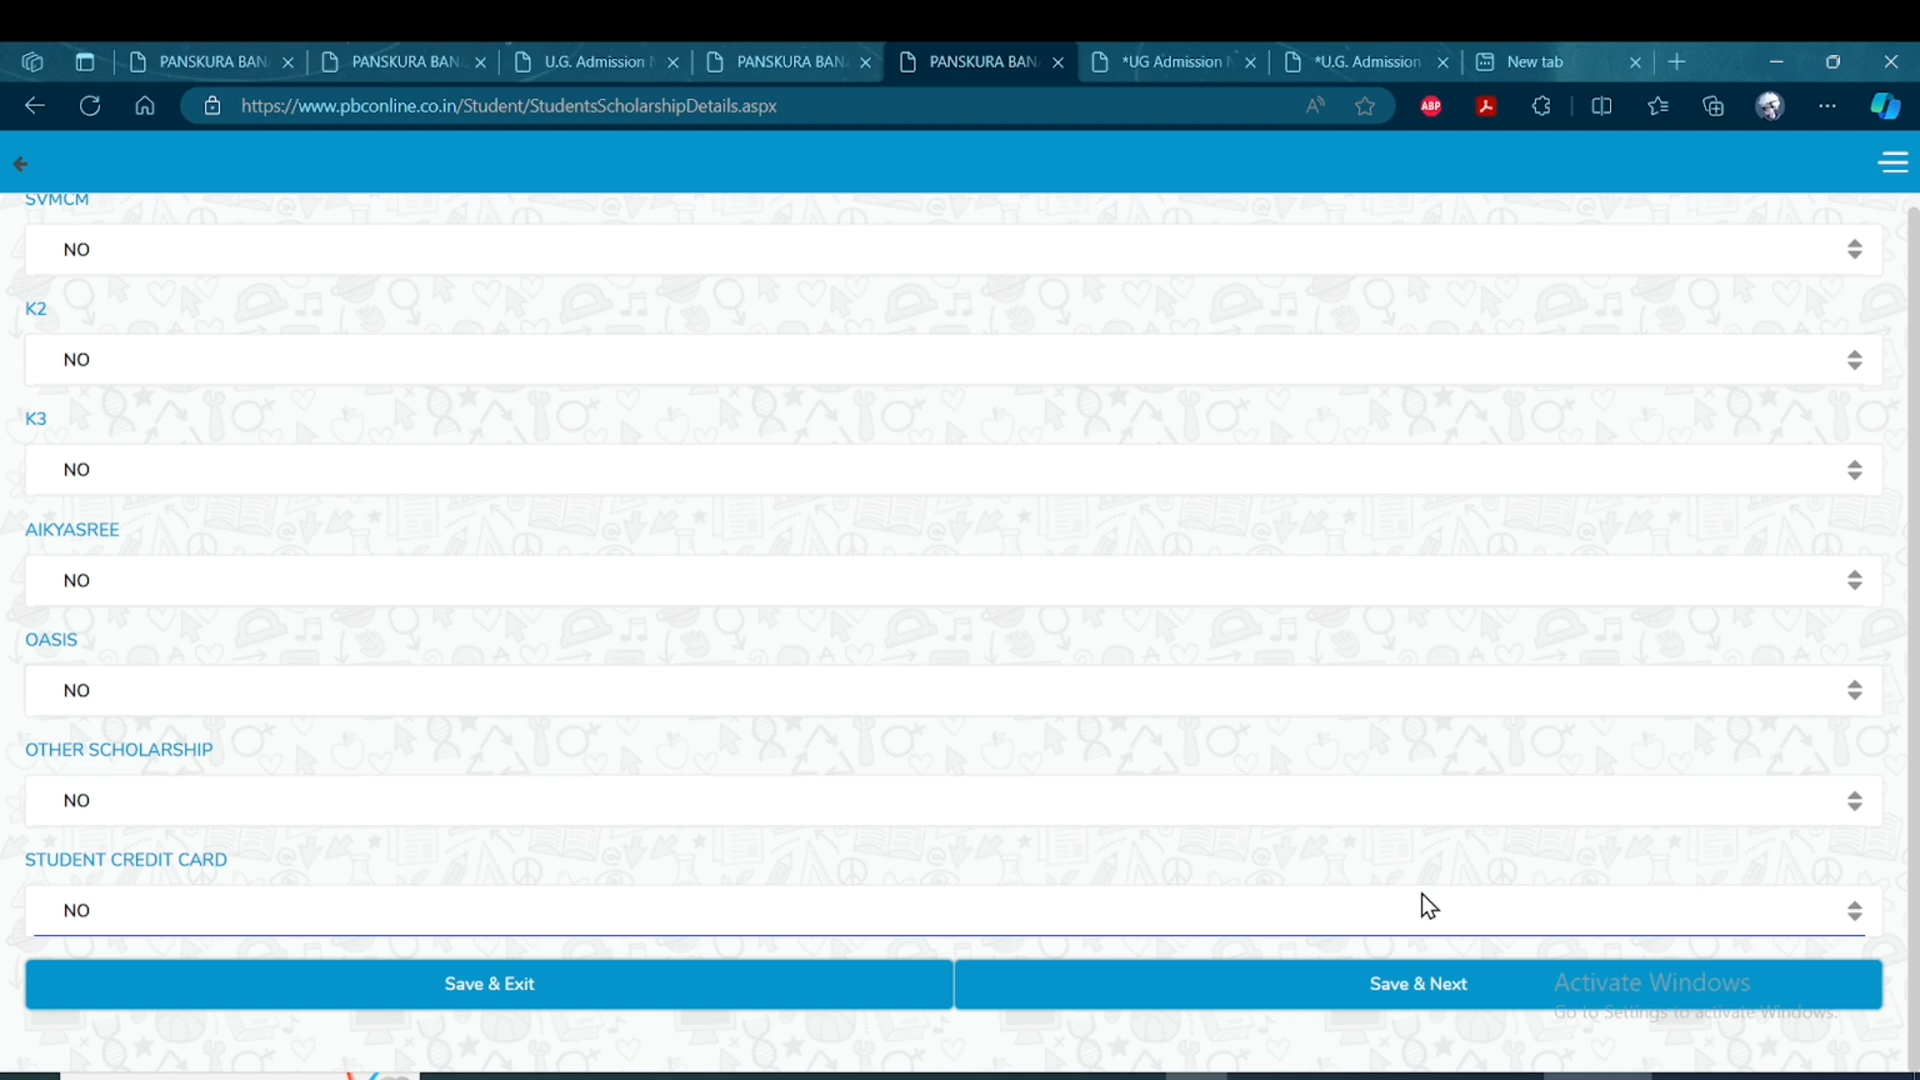 PANSKURA BAN
PANSKURA BAN
U.G. Admission
PANSKURA BAN
PANSKURA BAN
*UG Admission
*U.G. Admission
New tab
https://www.pbconline.co.in/Student/StudentsScholarshipDetails.aspx
ABP
SVMCM
NO
K2
NO
K3
NO
AIKYASREE
NO
OASIS
NO
OTHER SCHOLARSHIP
NO
STUDENT CREDIT CARD
NO
Save & Exit
Save & Next
Activate Windows
Go to Settings to activate Windows.